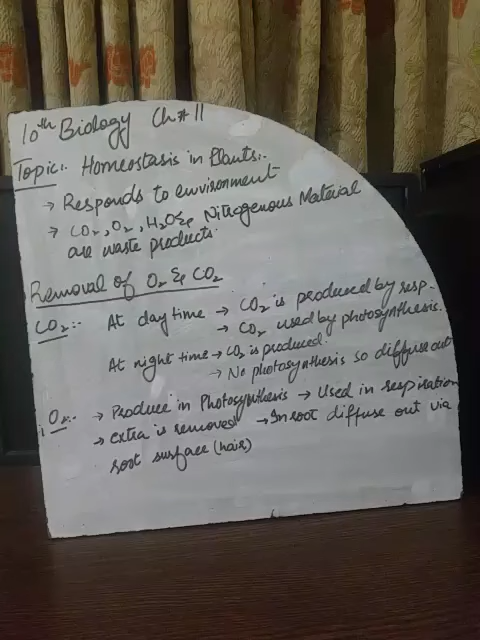 10th Biology Ch # 11
Topic:. Homeostasis in Plants:.
→ Responds to environment
→ CO₂, O₂, H₂O & Nitrogenous Material
are waste products.
Removal of O₂ & CO₂
CO₂:. At day time → CO₂ is produced by resp.
→ CO₂ used by photosynthesis.
At night time → CO₂ is produced.
→ No photosynthesis so diffuse out
O₂:. → Produce in Photosynthesis → Used in respiration
→ extra is removed → In root diffuse out via
root surface (hair)